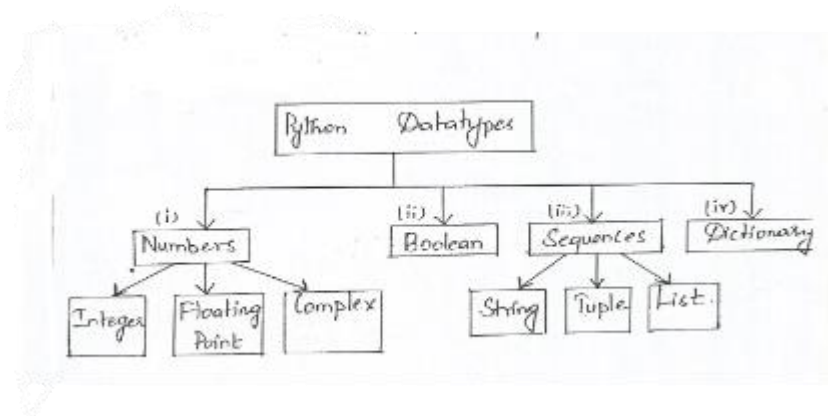 Python Datatypes
(i)
Numbers
(ii)
Boolean
(iii)
Sequences
(iv)
Dictionary
Integer
Floating
Point
Complex
String
Tuple
List.